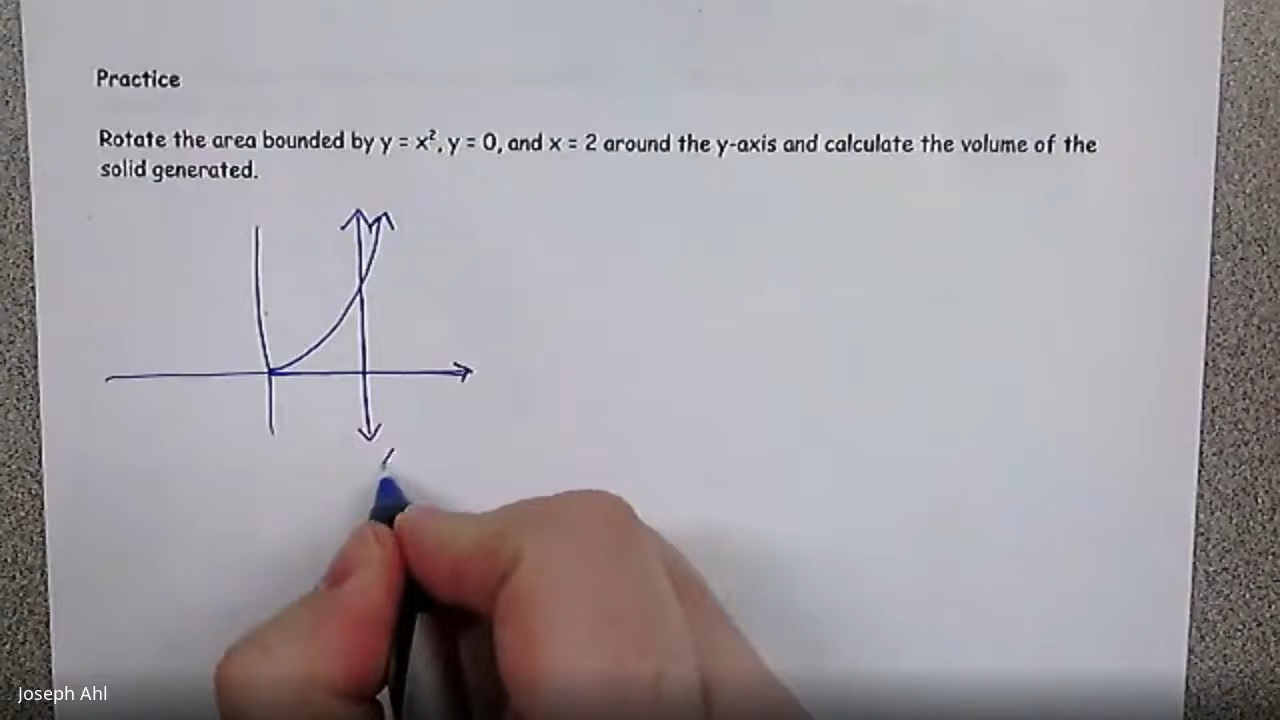 Practice
Rotate the area bounded by y = x², y = 0, and x = 2 around the y-axis and calculate the volume of the
solid generated.
Joseph Ahl